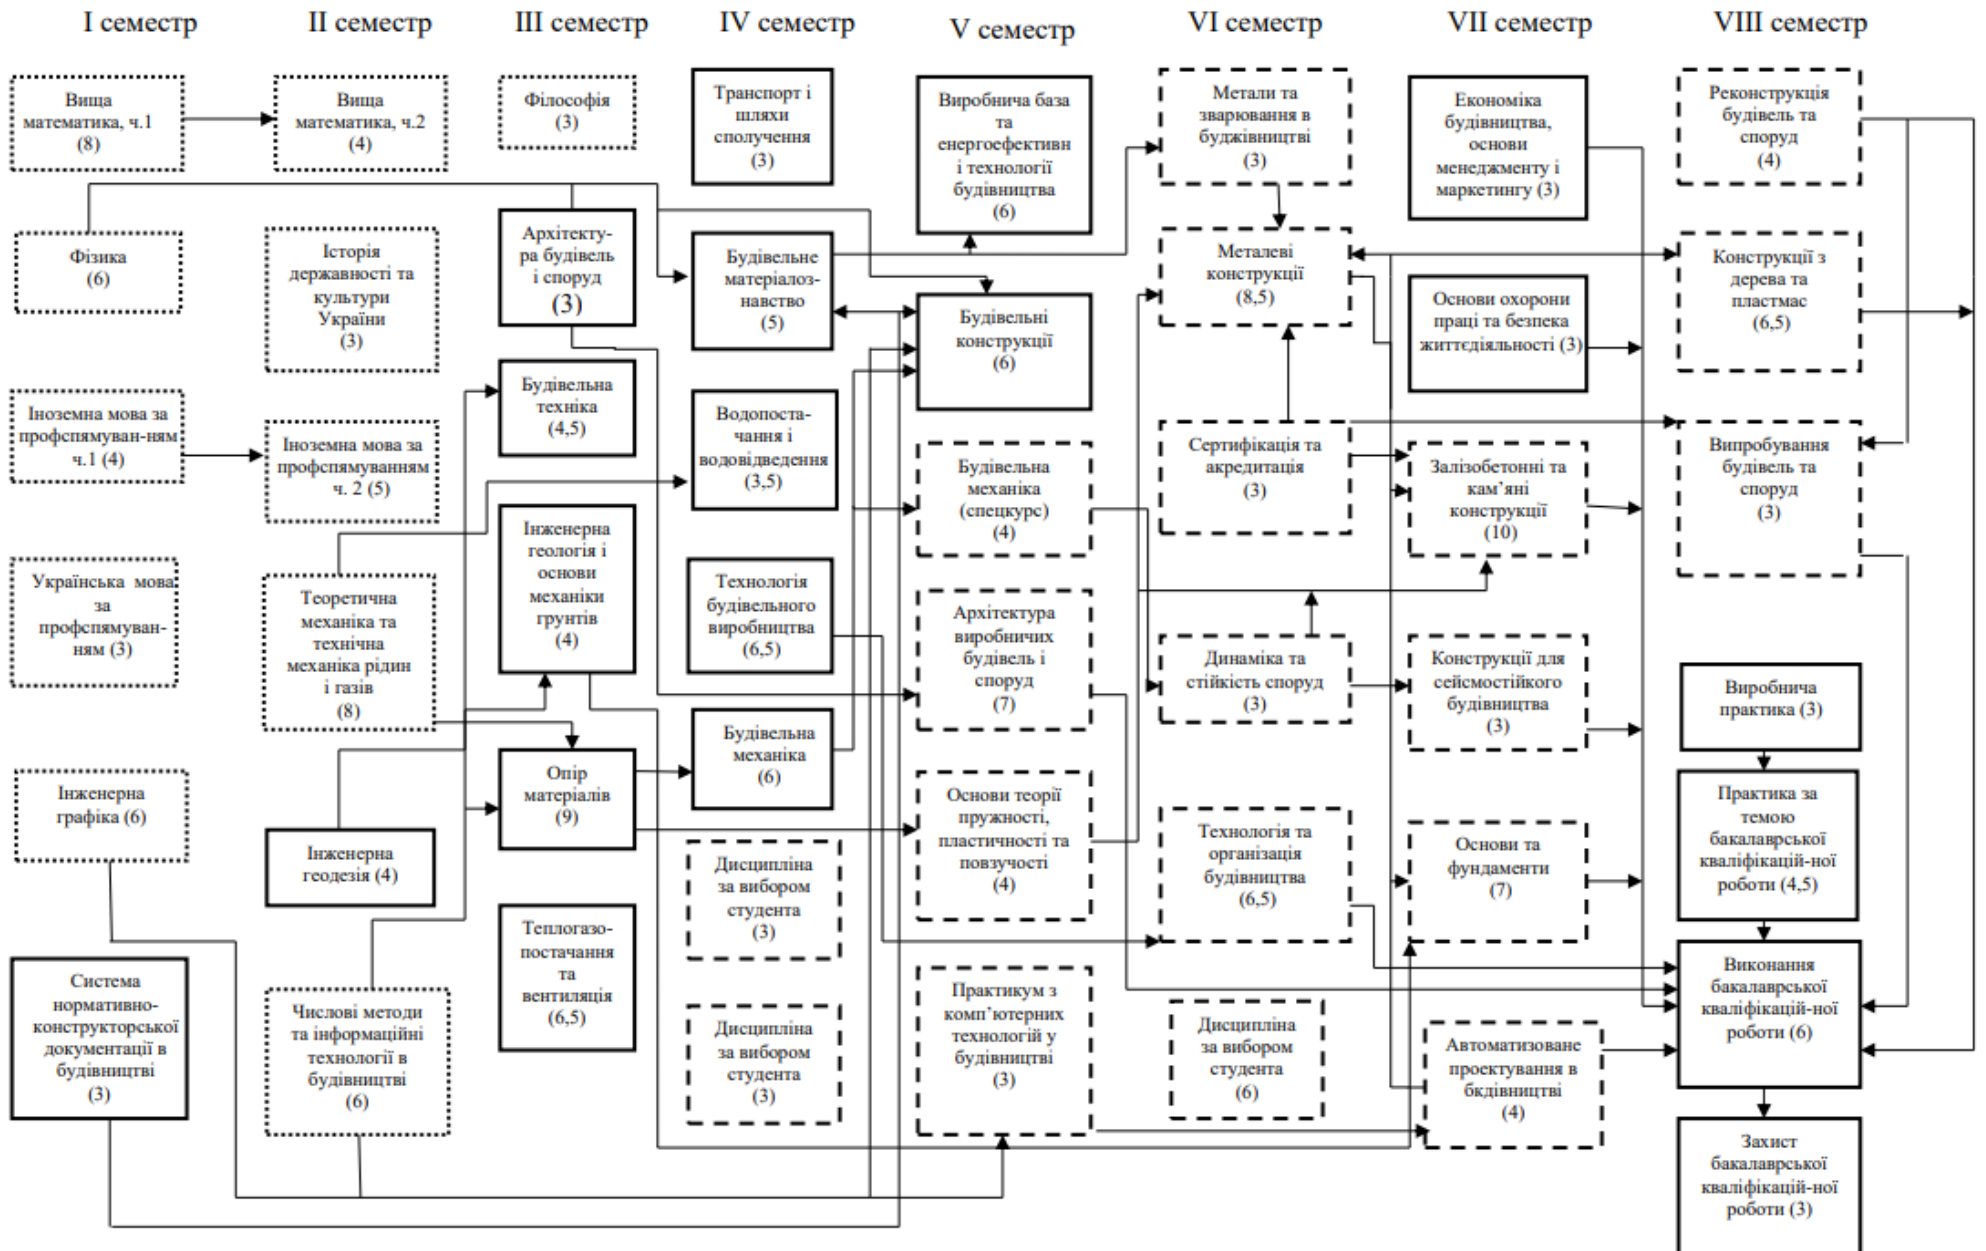 I семестр
II семестр
III семестр
IV семестр
V семестр
VI семестр
VII семестр
VIII семестр
Вища
математика, ч.1
(8)
Фізика
(6)
Іноземна мова за
профспямуван-ням
ч.1 (4)
Українська мова
за
профспямуван-
ням (3)
Інженерна
графіка (6)
Система
нормативно-
конструкторської
документації в
будівництві
(3)
Вища
математика, ч.2
(4)
Історія
державності та
культури
України
(3)
Іноземна мова за
профспямуванням
ч. 2 (5)
Теоретична
механіка та
технічна
механіка рідин
і газів
(8)
Інженерна
геодезія (4)
Числові методи
та інформаційні
технології в
будівництві
(6)
Філософія
(3)
Архітекту-
ра будівель
і споруд
(3)
Будівельна
техніка
(4,5)
Інженерна
геологія і
основи
механіки
грунтів
(4)
Опір
матеріалів
(9)
Теплогазо-
постачання
та
вентиляція
(6,5)
Транспорт і
шляхи
сполучення
(3)
Будівельне
матеріалоз-
навство
(5)
Водопоста-
чання і
водовідведення
(3,5)
Технологія
будівельного
виробництва
(6,5)
Будівельна
механіка
(6)
Дисципліна
за вибором
студента
(3)
Дисципліна
за вибором
студента
(3)
Виробнича база
та
енергоефективн
і технології
будівництва
(6)
Будівельні
конструкції
(6)
Будівельна
механіка
(спецкурс)
(4)
Архітектура
виробничих
будівель і
споруд
(7)
Основи теорії
пружності,
пластичності та
повзучості
(4)
Практикум з
комп’ютерних
технологій у
будівництві
(3)
Метали та
зварювання в
буджівництві
(3)
Металеві
конструкції
(8,5)
Сертифікація та
акредитація
(3)
Динаміка та
стійкість споруд
(3)
Технологія та
організація
будівництва
(6,5)
Дисципліна
за вибором
студента
(6)
Економіка
будівництва,
основи
менеджменту і
маркетингу (3)
Основи охорони
праці та безпека
життєдіяльності (3)
Залізобетонні та
кам’яні
конструкції
(10)
Конструкції для
сейсмостійкого
будівництва
(3)
Основи та
фундаменти
(7)
Автоматизоване
проектування в
бкдівництві
(4)
Реконструкція
будівель та
споруд
(4)
Конструкції з
дерева та
пластмас
(6,5)
Випробування
будівель та
споруд
(3)
Виробнича
практика (3)
Практика за
темою
бакалаврської
кваліфікацій-ної
роботи (4,5)
Виконання
бакалаврської
кваліфікацій-ної
роботи (6)
Захист
бакалаврської
кваліфікацій-ної
роботи (3)